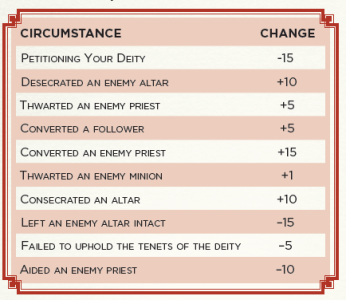 CIRCUMSTANCE CHANGE
PETITIONING YOUR DEITY -15
DESECRATED AN ENEMY ALTAR +10
THWARTED AN ENEMY PRIEST +5
CONVERTED A FOLLOWER +5
CONVERTED AN ENEMY PRIEST +15
THWARTED AN ENEMY MINION +1
CONSECRATED AN ALTAR +10
LEFT AN ENEMY ALTAR INTACT –15
FAILED TO UPHOLD THE TENETS OF THE DEITY –5
AIDED AN ENEMY PRIEST –10